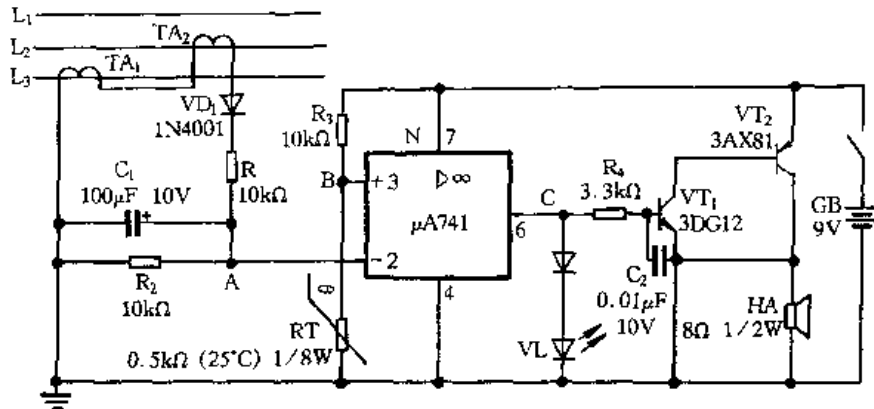 L₁
TA₂
L₂
TA₁
L₃
VD₁
1N4001
R₃
10kΩ
N 7
VT₂
3AX81
C₁
100μF 10V
R
10kΩ
B
+3
▷∞
μA741
6
C
R₄
3.3kΩ
VT₁
3DG12
GB
9V
−2
R₂
10kΩ
A
4
C₂
0.01μF
10V
θ
RT
0.5kΩ (25°C) 1/8W
VL
8Ω
HA
1/2W